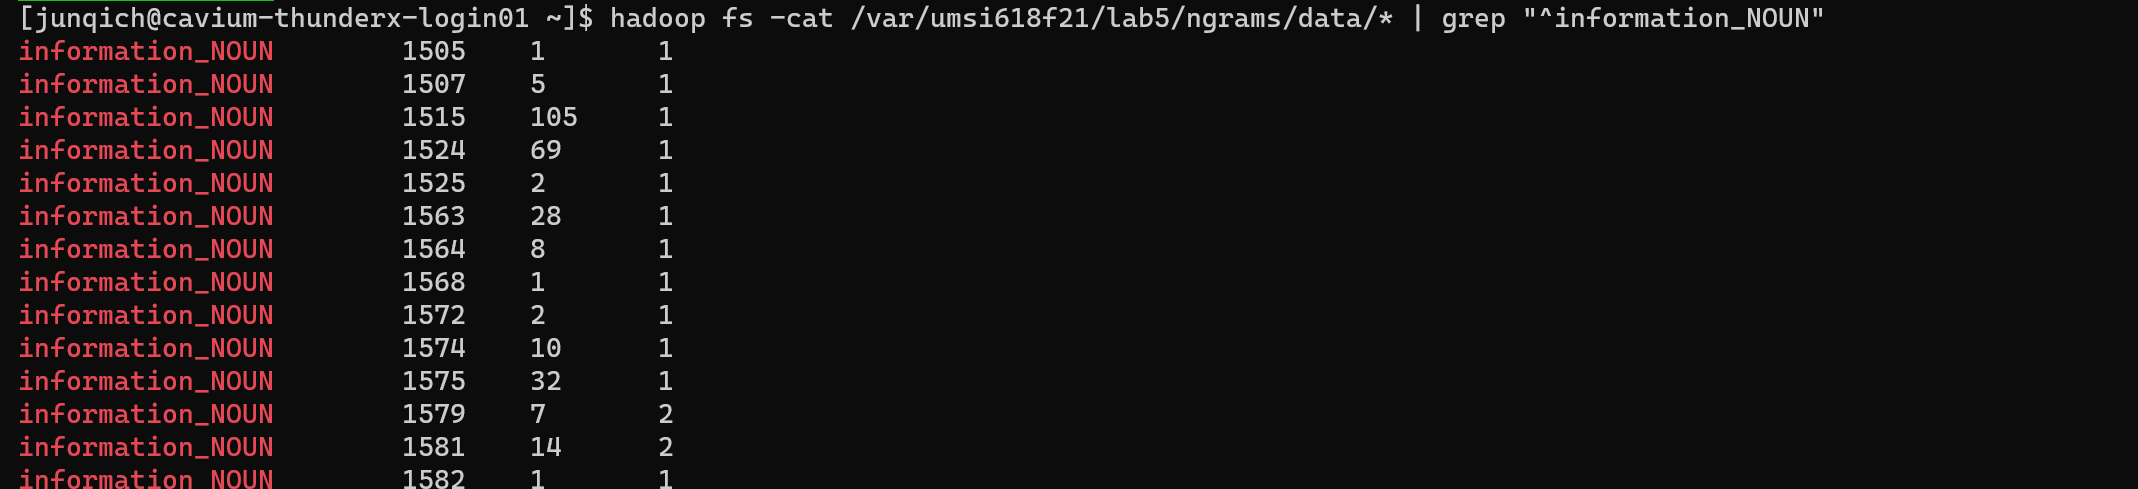 [junqich@cavium-thunderx-login01 ~]$ hadoop fs -cat /var/umsi618f21/lab5/ngrams/data/* | grep "^information_NOUN"
information_NOUN 1505 1 1
information_NOUN 1507 5 1
information_NOUN 1515 105 1
information_NOUN 1524 69 1
information_NOUN 1525 2 1
information_NOUN 1563 28 1
information_NOUN 1564 8 1
information_NOUN 1568 1 1
information_NOUN 1572 2 1
information_NOUN 1574 10 1
information_NOUN 1575 32 1
information_NOUN 1579 7 2
information_NOUN 1581 14 2
information_NOUN 1582 1 1